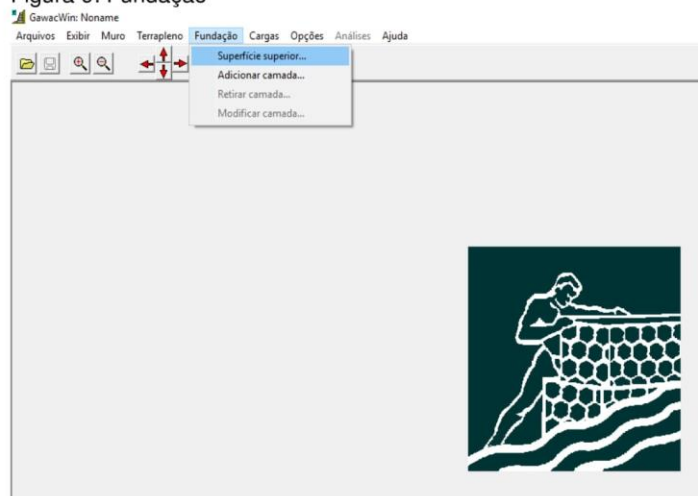 Figura 6: Fundação
GawacWin: Noname
Arquivos Exibir Muro Terrapleno Fundação Cargas Opções Análises Ajuda
Superfície superior...
Adicionar camada...
Retirar camada...
Modificar camada...